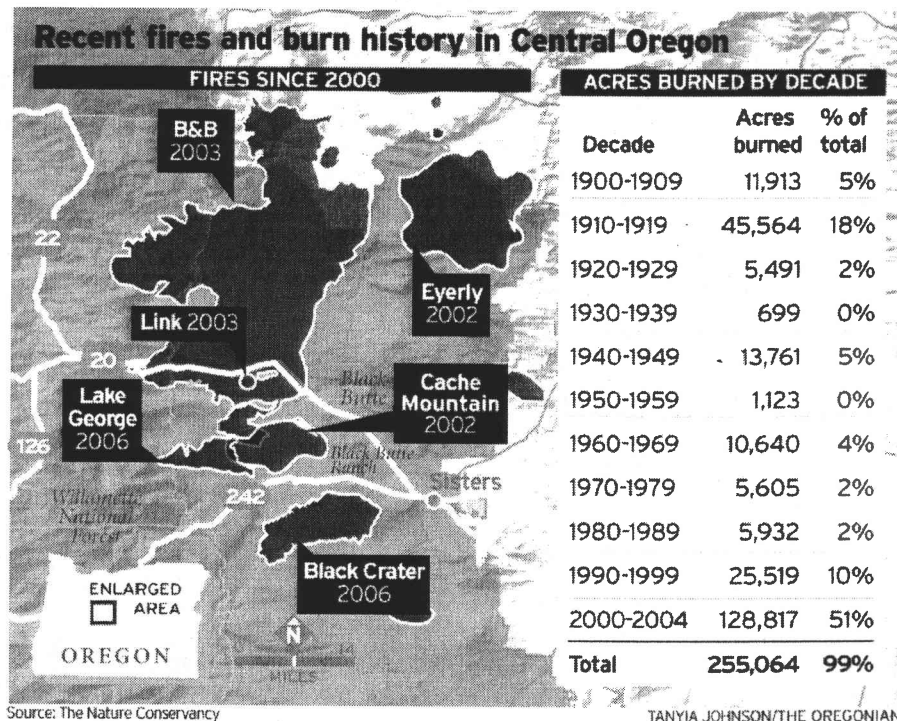 Recent fires and burn history in Central Oregon
FIRES SINCE 2000
B&B
2003
22
Link 2003
Eyerly
2002
20
Lake
George
2006
Black
Butte
Cache
Mountain
2002
126
Black Butte
Ranch
Sisters
242
Willamette
National
Forest
Black Crater
2006
ENLARGED
AREA
OREGON
N
0 14
MILES
ACRES BURNED BY DECADE
Decade Acres burned % of total
1900-1909 11,913 5%
1910-1919 45,564 18%
1920-1929 5,491 2%
1930-1939 699 0%
1940-1949 13,761 5%
1950-1959 1,123 0%
1960-1969 10,640 4%
1970-1979 5,605 2%
1980-1989 5,932 2%
1990-1999 25,519 10%
2000-2004 128,817 51%
Total 255,064 99%
Source: The Nature Conservancy
TANYIA JOHNSON/THE OREGONIAN